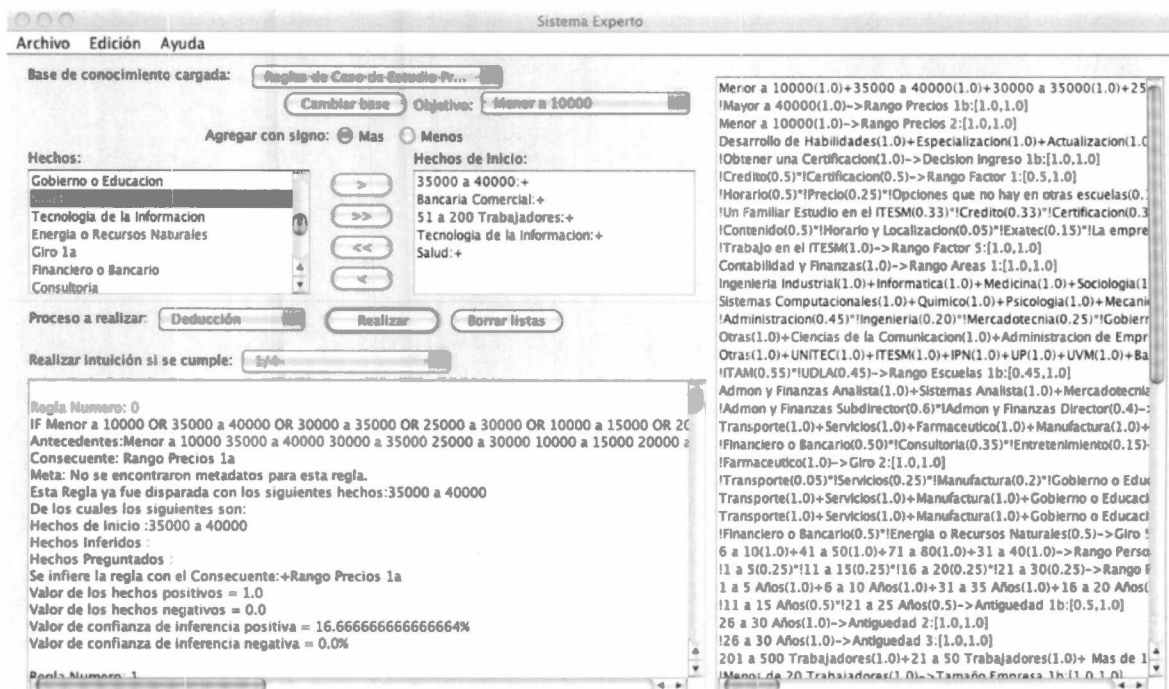 Sistema Experto
Archivo Edición Ayuda
Base de conocimiento cargada: Reglas de Caso de Estudio Pr...
Cambiar base Objetivo: Menor a 10000
Agregar con signo: Mas Menos
Hechos:
Gobierno o Educacion
Tecnologia de la Informacion
Energia o Recursos Naturales
Giro 1a
Financiero o Bancario
Consultoria
>
>>
<<
<
Hechos de Inicio:
35000 a 40000:+
Bancaria Comercial:+
51 a 200 Trabajadores:+
Tecnologia de la Informacion:+
Salud:+
Proceso a realizar: Deducción Realizar Borrar listas
Realizar intuición si se cumple: 1/4
Regla Numero: 0
IF Menor a 10000 OR 35000 a 40000 OR 30000 a 35000 OR 25000 a 30000 OR 10000 a 15000 OR 20
Antecedentes:Menor a 10000 35000 a 40000 30000 a 35000 25000 a 30000 10000 a 15000 20000 a
Consecuente: Rango Precios 1a
Meta: No se encontraron metadatos para esta regla.
Esta Regla ya fue disparada con los siguientes hechos:35000 a 40000
De los cuales los siguientes son:
Hechos de Inicio :35000 a 40000
Hechos Inferidos :
Hechos Preguntados :
Se infiere la regla con el Consecuente:+Rango Precios 1a
Valor de los hechos positivos = 1.0
Valor de los hechos negativos = 0.0
Valor de confianza de inferencia positiva = 16.666666666666664%
Valor de confianza de inferencia negativa = 0.0%
Regla Numero: 1
Menor a 10000(1.0)+35000 a 40000(1.0)+30000 a 35000(1.0)+25
!Mayor a 40000(1.0)->Rango Precios 1b:[1.0,1.0]
Menor a 10000(1.0)->Rango Precios 2:[1.0,1.0]
Desarrollo de Habilidades(1.0)+Especializacion(1.0)+Actualizacion(1.0
!Obtener una Certificacion(1.0)->Decision Ingreso 1b:[1.0,1.0]
!Credito(0.5)*!Certificacion(0.5)->Rango Factor 1:[0.5,1.0]
!Horario(0.5)*!Precio(0.25)*!Opciones que no hay en otras escuelas(0.
!Un Familiar Estudio en el ITESM(0.33)*!Credito(0.33)*!Certificacion(0.3
!Contenido(0.5)*!Horario y Localizacion(0.05)*!Exatec(0.15)*!La empre
!Trabajo en el ITESM(1.0)->Rango Factor 5:[1.0,1.0]
Contabilidad y Finanzas(1.0)->Rango Areas 1:[1.0,1.0]
Ingenieria Industrial(1.0)+Informatica(1.0)+Medicina(1.0)+Sociologia(1
Sistemas Computacionales(1.0)+Quimico(1.0)+Psicologia(1.0)+Mecani
!Administracion(0.45)*!Ingenieria(0.20)*!Mercadotecnia(0.25)*!Gobierr
Otras(1.0)+Ciencias de la Comunicacion(1.0)+Administracion de Empr
Otras(1.0)+UNITEC(1.0)+ITESM(1.0)+IPN(1.0)+UP(1.0)+UVM(1.0)+Ba
!ITAM(0.55)*!UDLA(0.45)->Rango Escuelas 1b:[0.45,1.0]
Admon y Finanzas Analista(1.0)+Sistemas Analista(1.0)+Mercadotecnia
!Admon y Finanzas Subdirector(0.6)*!Admon y Finanzas Director(0.4)->
Transporte(1.0)+Servicios(1.0)+Farmaceutico(1.0)+Manufactura(1.0)+
!Financiero o Bancario(0.50)*!Consultoria(0.35)*!Entretenimiento(0.15)-
!Farmaceutico(1.0)->Giro 2:[1.0,1.0]
!Transporte(0.05)*!Servicios(0.25)*!Manufactura(0.2)*!Gobierno o Educ
Transporte(1.0)+Servicios(1.0)+Manufactura(1.0)+Gobierno o Educaci
Transporte(1.0)+Servicios(1.0)+Manufactura(1.0)+Gobierno o Educaci
!Financiero o Bancario(0.5)*!Energia o Recursos Naturales(0.5)->Giro 5
6 a 10(1.0)+41 a 50(1.0)+71 a 80(1.0)+31 a 40(1.0)->Rango Perso
!1 a 5(0.25)*!11 a 15(0.25)*!16 a 20(0.25)*!21 a 30(0.25)->Rango P
1 a 5 Años(1.0)+6 a 10 Años(1.0)+31 a 35 Años(1.0)+16 a 20 Años(
!11 a 15 Años(0.5)*!21 a 25 Años(0.5)->Antiguedad 1b:[0.5,1.0]
26 a 30 Años(1.0)->Antiguedad 2:[1.0,1.0]
!26 a 30 Años(1.0)->Antiguedad 3:[1.0,1.0]
201 a 500 Trabajadores(1.0)+21 a 50 Trabajadores(1.0)+ Mas de 1
!Menos de 20 Trabajadores(1.0)->Tamaño Empresa 1b:[1.0,1.0]